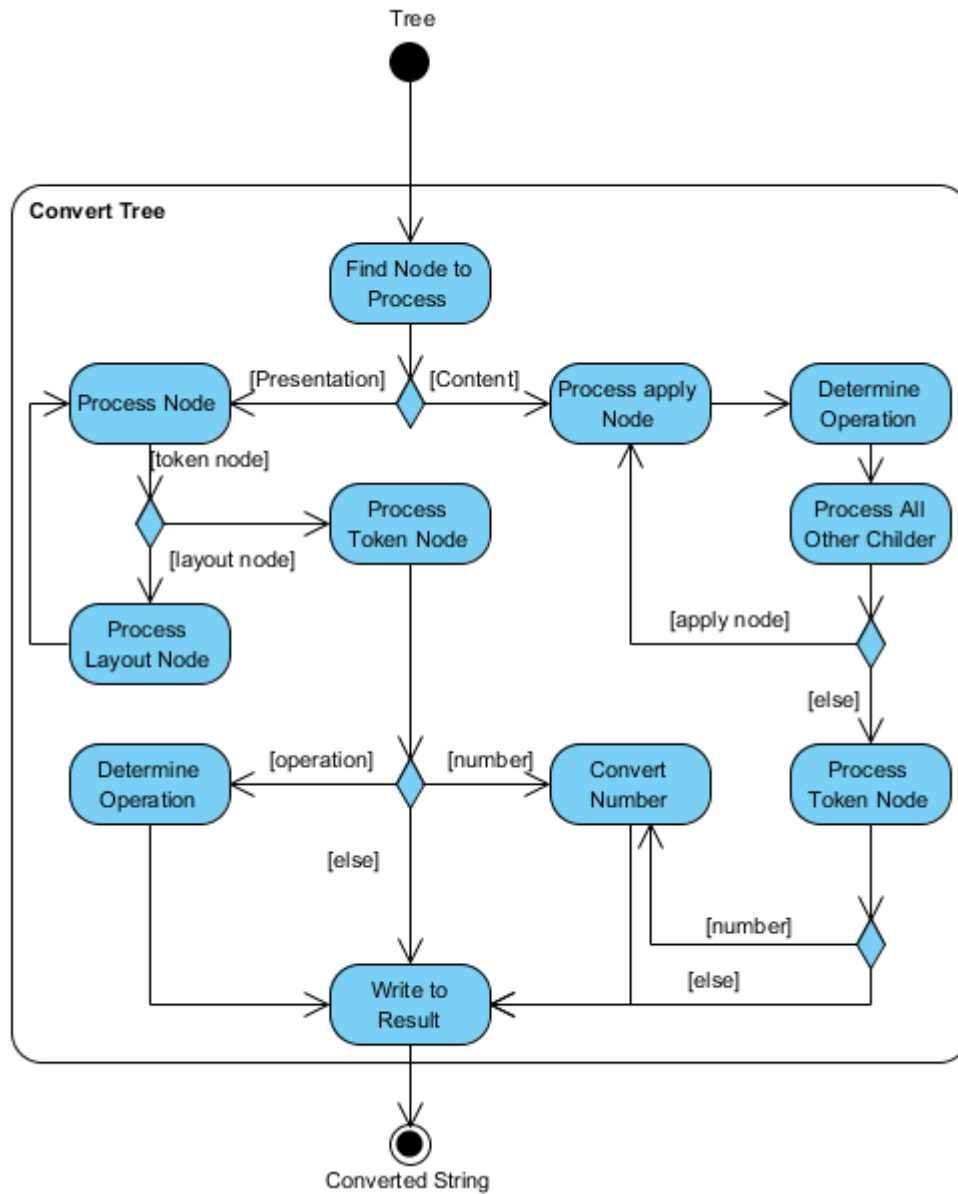 Tree
Convert Tree
Find Node to
Process
[Presentation]
[Content]
Process Node
Process apply
Node
Determine
Operation
[token node]
Process
Token Node
Process All
Other Childer
[layout node]
Process
Layout Node
[apply node]
[else]
Determine
Operation
[operation]
[number]
Convert
Number
Process
Token Node
[else]
[number]
[else]
Write to
Result
Converted String